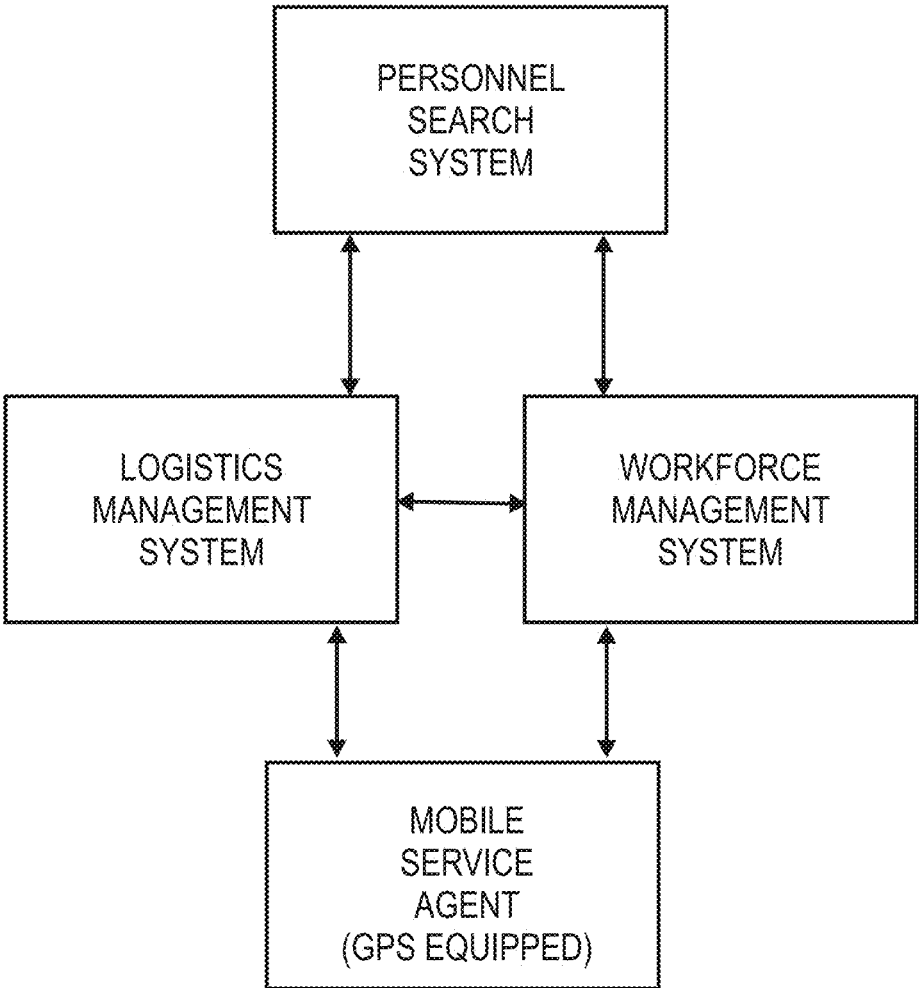 PERSONNEL
SEARCH
SYSTEM
LOGISTICS
MANAGEMENT
SYSTEM
WORKFORCE
MANAGEMENT
SYSTEM
MOBILE
SERVICE
AGENT
(GPS EQUIPPED)